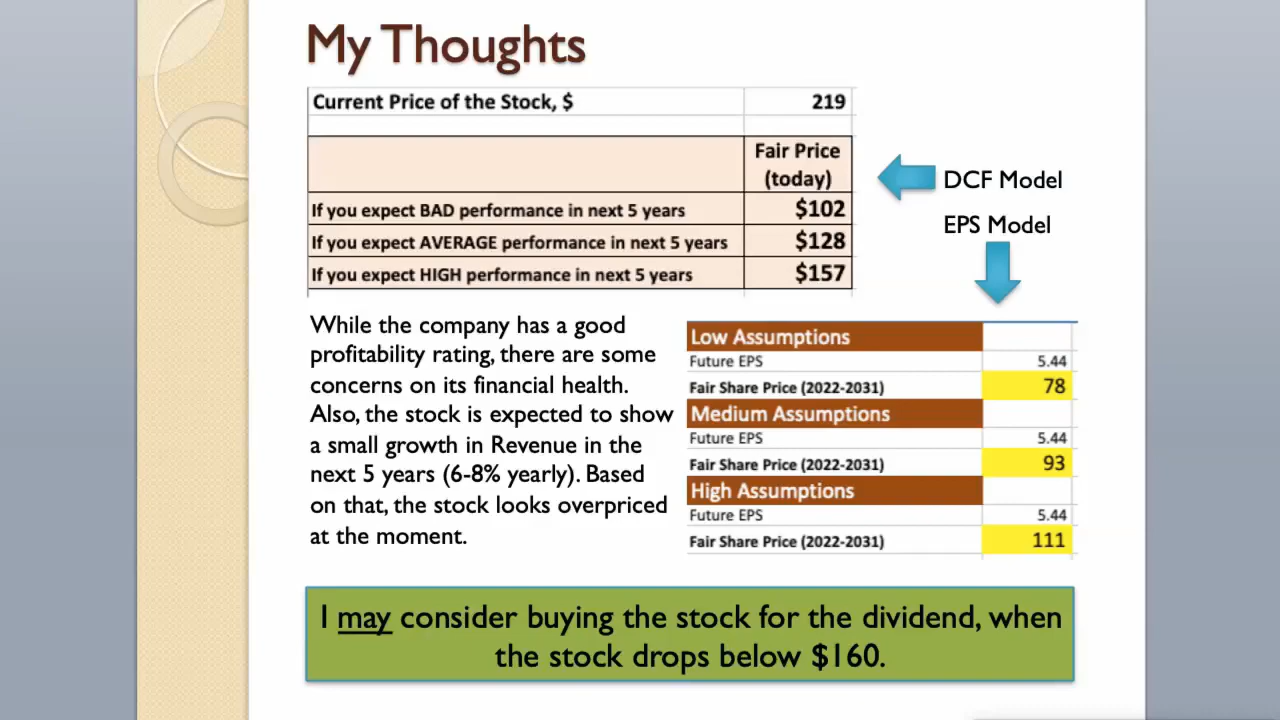 My Thoughts
Current Price of the Stock, $ 219
Fair Price
(today)
If you expect BAD performance in next 5 years $102
If you expect AVERAGE performance in next 5 years $128
If you expect HIGH performance in next 5 years $157
DCF Model
EPS Model
While the company has a good
profitability rating, there are some
concerns on its financial health.
Also, the stock is expected to show
a small growth in Revenue in the
next 5 years (6-8% yearly). Based
on that, the stock looks overpriced
at the moment.
Low Assumptions
Future EPS 5.44
Fair Share Price (2022-2031) 78
Medium Assumptions
Future EPS 5.44
Fair Share Price (2022-2031) 93
High Assumptions
Future EPS 5.44
Fair Share Price (2022-2031) 111
I may consider buying the stock for the dividend, when
the stock drops below $160.